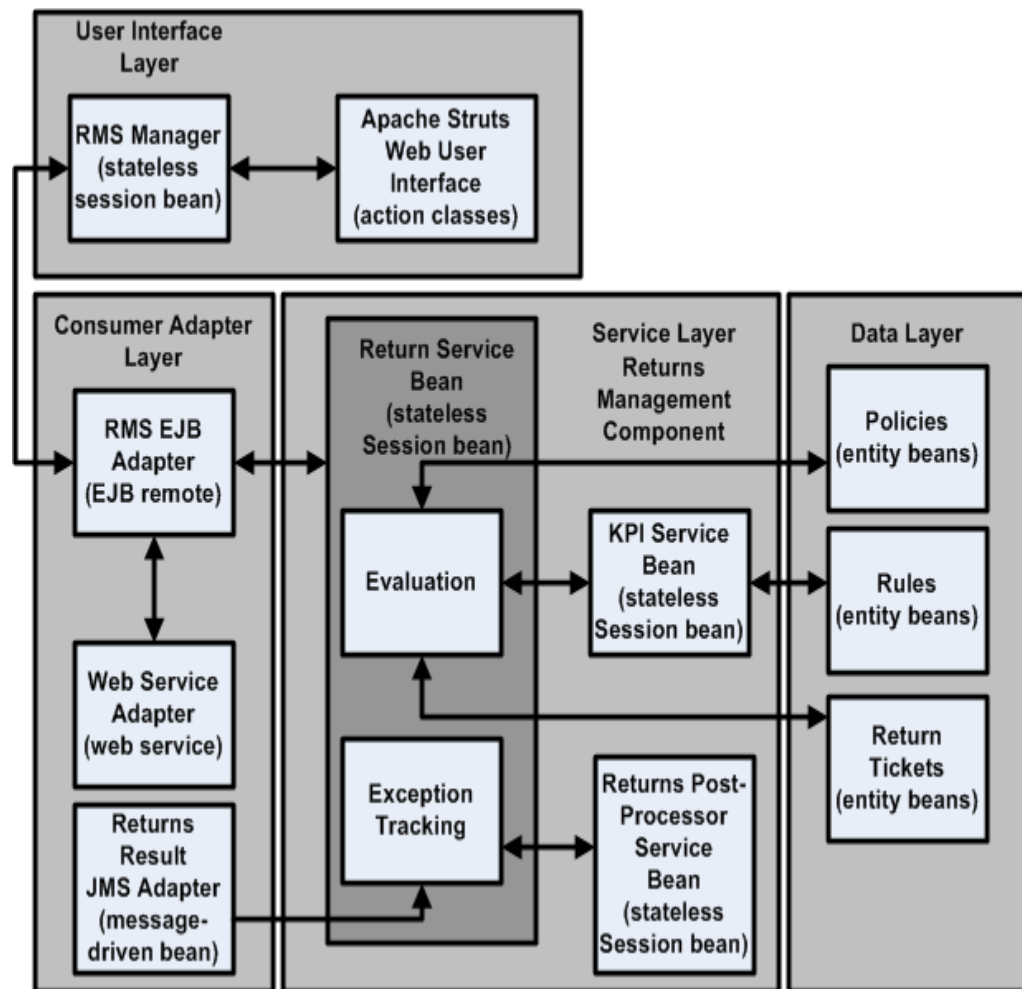 User Interface
Layer
RMS Manager
(stateless
session bean)
Apache Struts
Web User
Interface
(action classes)
Consumer Adapter
Layer
RMS EJB
Adapter
(EJB remote)
Web Service
Adapter
(web service)
Returns
Result
JMS Adapter
(message-
driven bean)
Return Service
Bean
(stateless
Session bean)
Evaluation
Exception
Tracking
Service Layer
Returns
Management
Component
KPI Service
Bean
(stateless
Session bean)
Returns Post-
Processor
Service
Bean
(stateless
Session bean)
Data Layer
Policies
(entity beans)
Rules
(entity beans)
Return
Tickets
(entity beans)